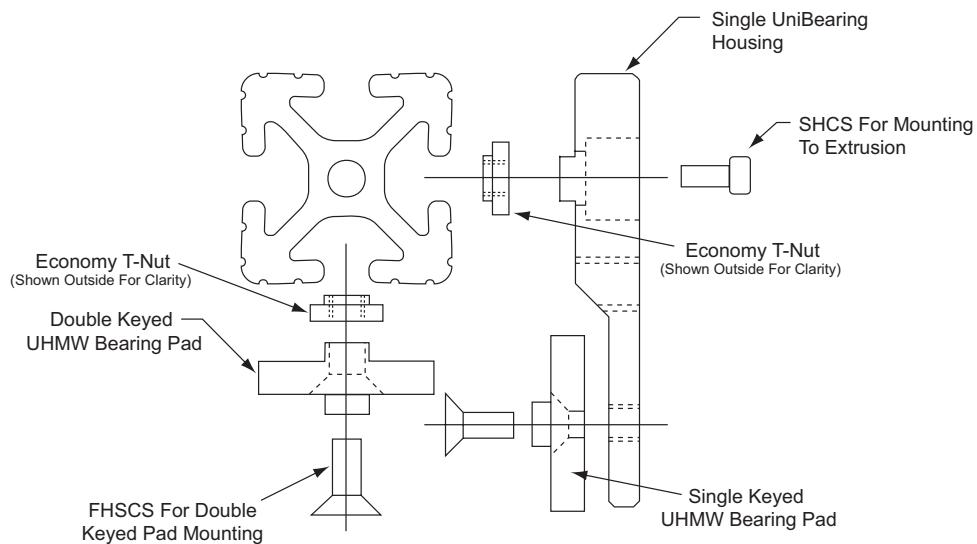 Single UniBearing
Housing
SHCS For Mounting
To Extrusion
Economy T-Nut
(Shown Outside For Clarity)
Economy T-Nut
(Shown Outside For Clarity)
Double Keyed
UHMW Bearing Pad
FHSCS For Double
Keyed Pad Mounting
Single Keyed
UHMW Bearing Pad